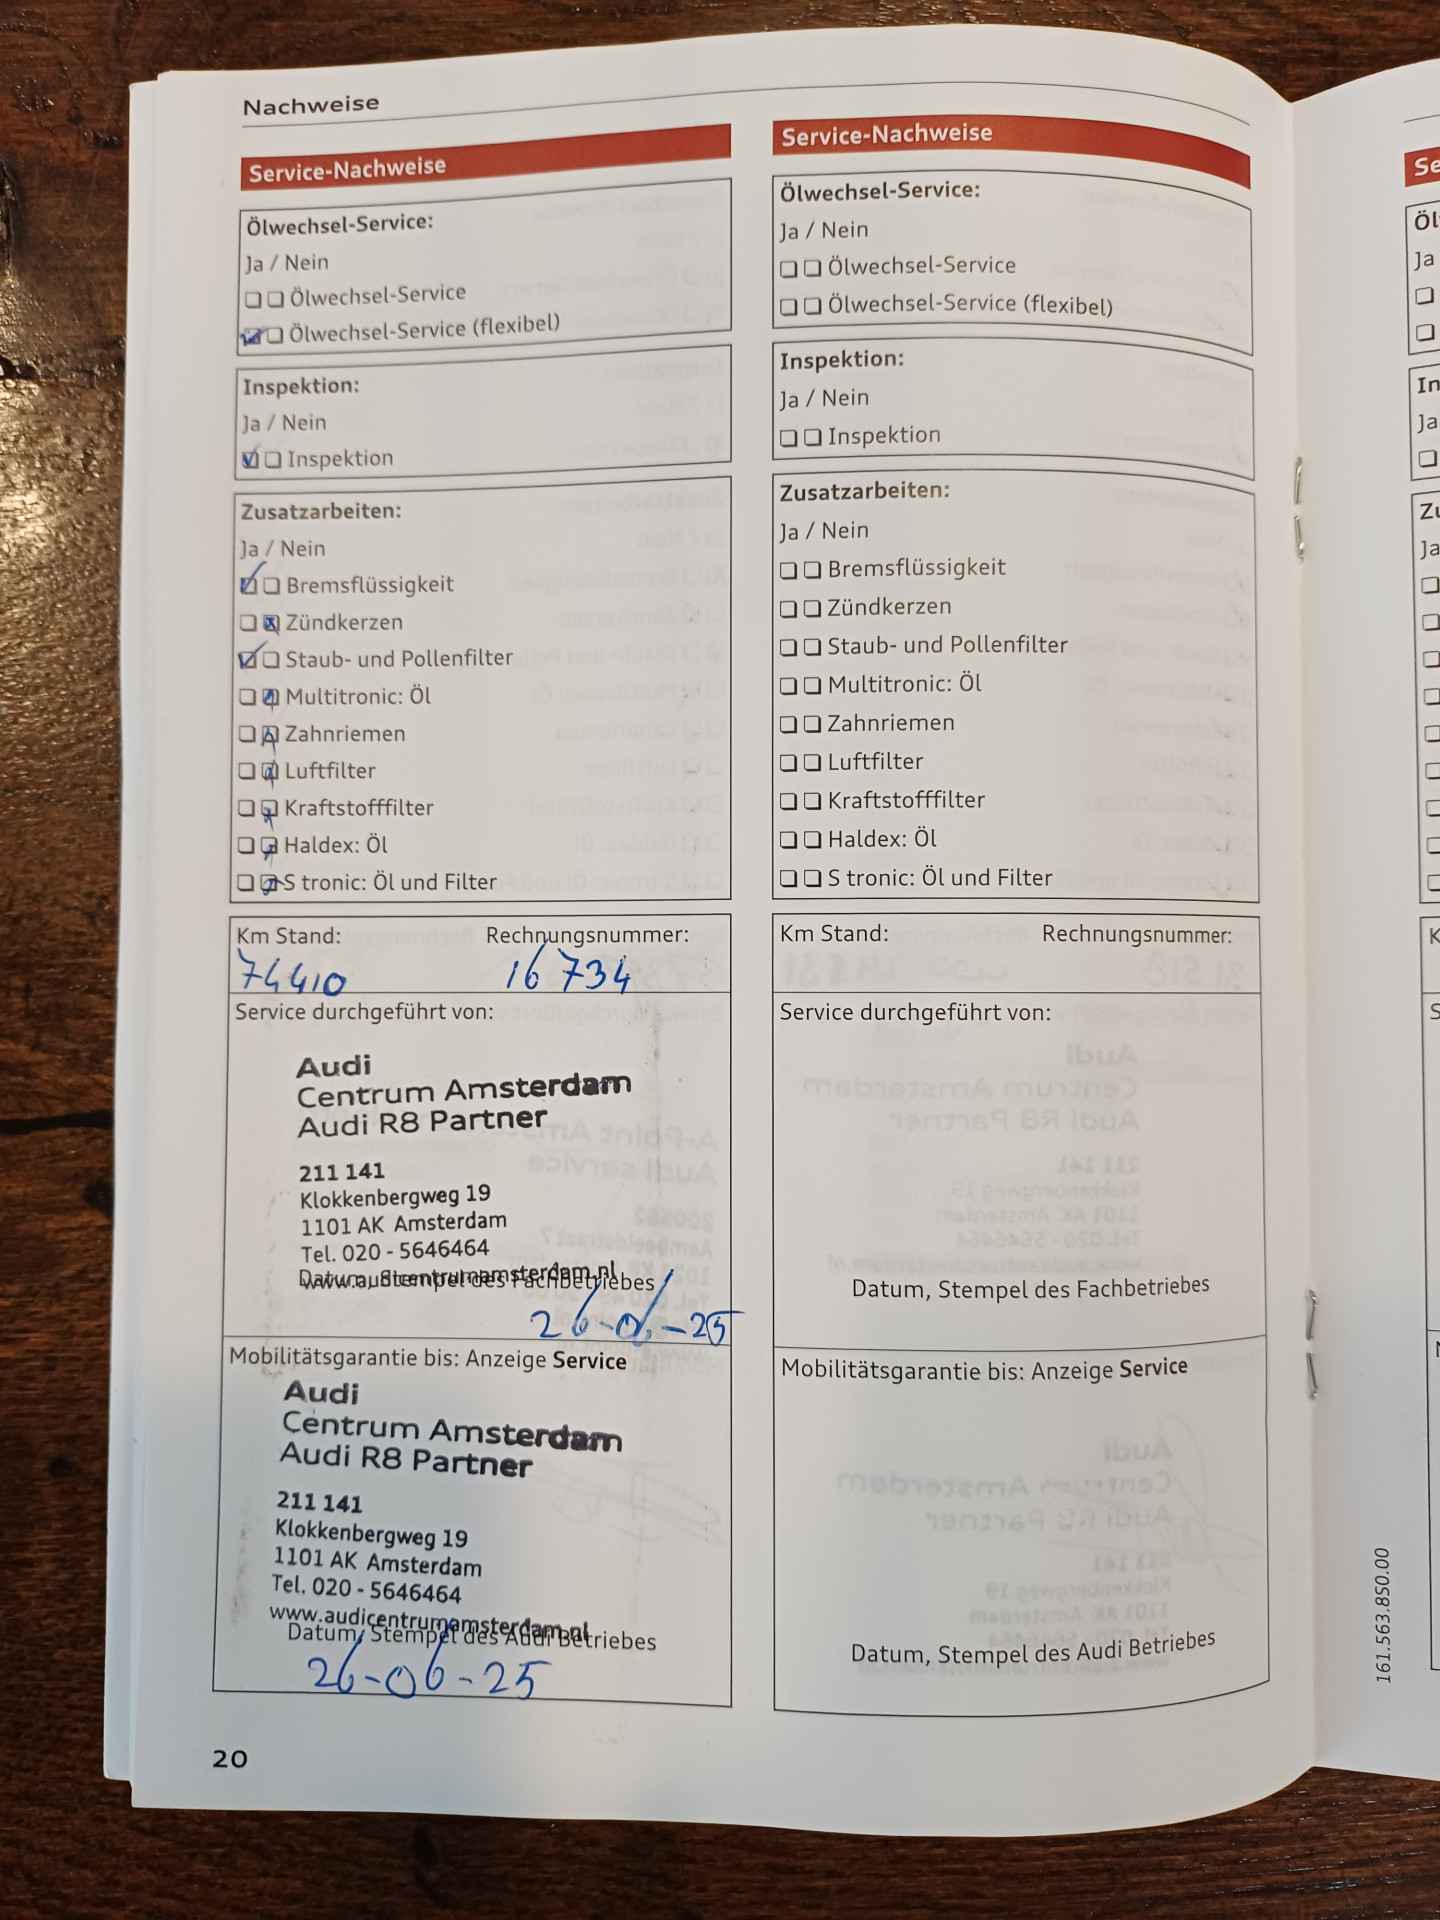 Nachweise
Service-Nachweise
Ölwechsel-Service:
Ja / Nein
Ölwechsel-Service
Ölwechsel-Service (flexibel)
Inspektion:
Ja / Nein
Inspektion
Zusatzarbeiten:
Ja / Nein
Bremsflüssigkeit
Zündkerzen
Staub- und Pollenfilter
Multitronic: Öl
Zahnriemen
Luftfilter
Kraftstofffilter
Haldex: Öl
S tronic: Öl und Filter
Km Stand: Rechnungsnummer:
74410 16734
Service durchgeführt von:
Audi
Centrum Amsterdam
Audi R8 Partner
211 141
Klokkenbergweg 19
1101 AK Amsterdam
Tel. 020 - 5646464
www.audicentrumamsterdam.nl
Datum, Stempel des Fachbetriebes
26-06-25
Mobilitätsgarantie bis: Anzeige Service
Audi
Centrum Amsterdam
Audi R8 Partner
211 141
Klokkenbergweg 19
1101 AK Amsterdam
Tel. 020 - 5646464
www.audicentrumamsterdam.nl
Datum, Stempel des Audi Betriebes
26-06-25
20
Service-Nachweise
Ölwechsel-Service:
Ja / Nein
Ölwechsel-Service
Ölwechsel-Service (flexibel)
Inspektion:
Ja / Nein
Inspektion
Zusatzarbeiten:
Ja / Nein
Bremsflüssigkeit
Zündkerzen
Staub- und Pollenfilter
Multitronic: Öl
Zahnriemen
Luftfilter
Kraftstofffilter
Haldex: Öl
S tronic: Öl und Filter
Km Stand: Rechnungsnummer:
Service durchgeführt von:
Datum, Stempel des Fachbetriebes
Mobilitätsgarantie bis: Anzeige Service
Datum, Stempel des Audi Betriebes
161.563.850.00
Ja
Ja
Ja